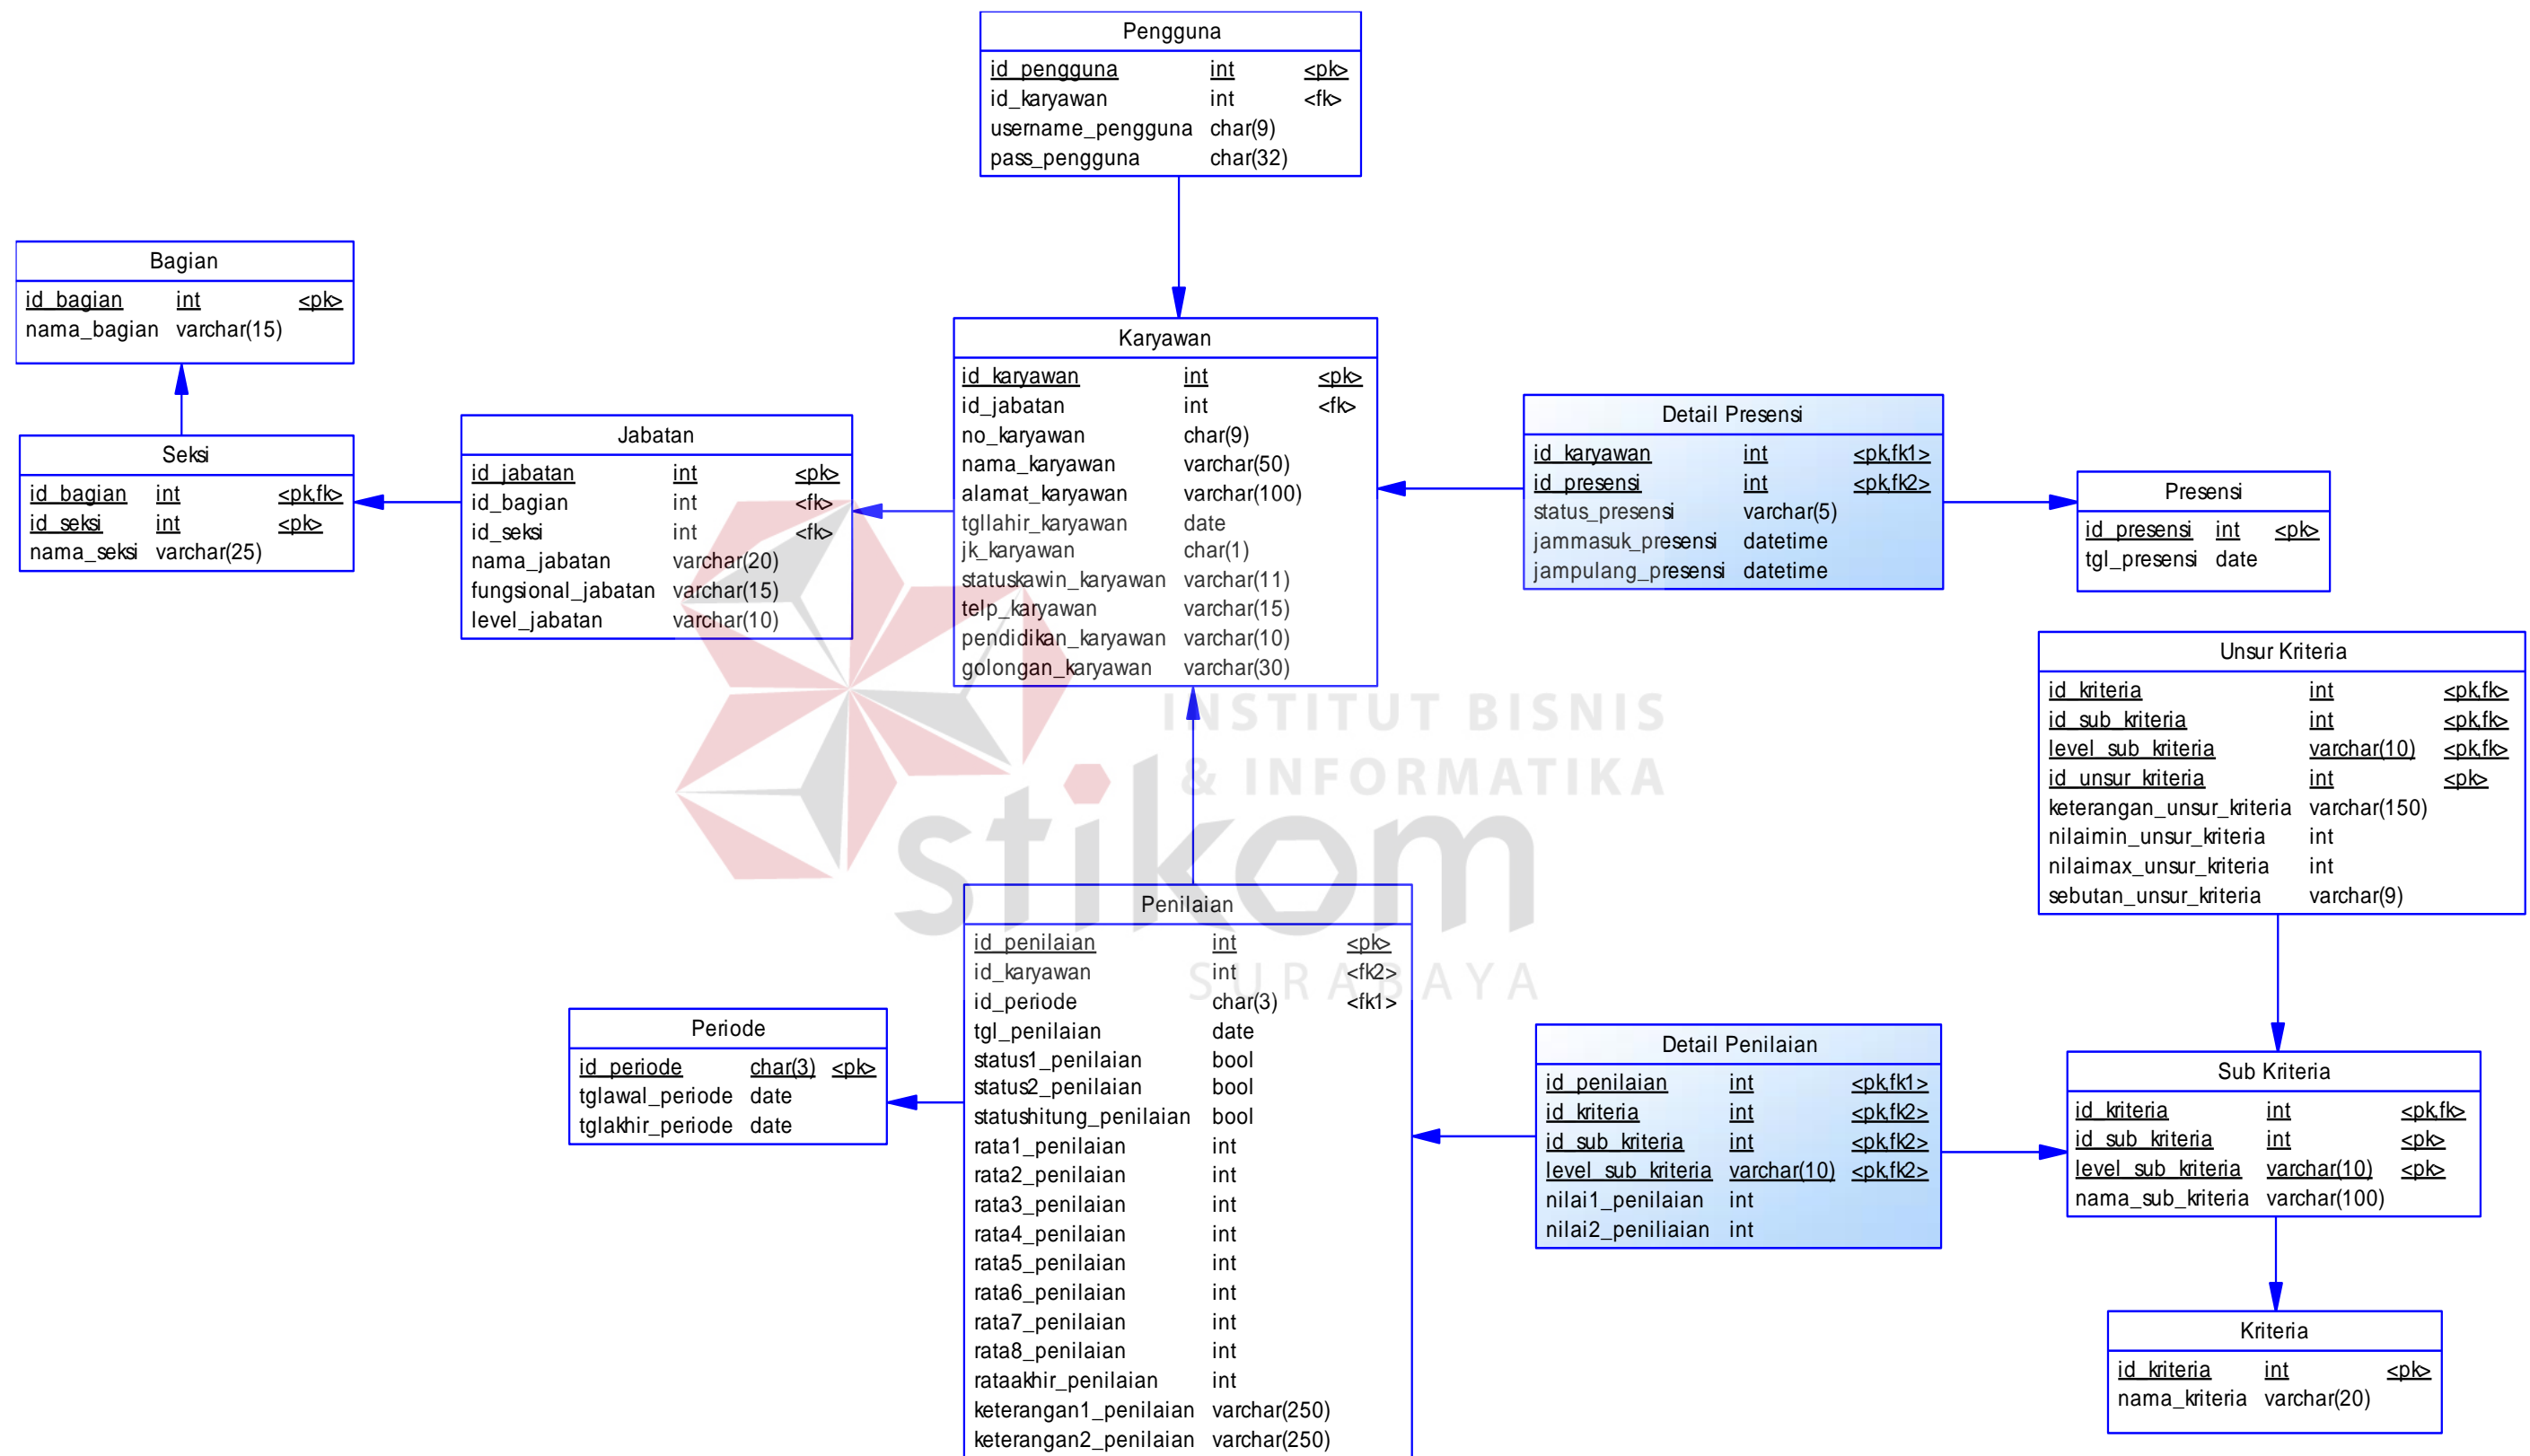 Pengguna
id_pengguna int <pk>
id_karyawan int <fk>
username_pengguna char(9)
pass_pengguna char(32)
Bagian
id_bagian int <pk>
nama_bagian varchar(15)
Seksi
id_bagian int <pk,fk>
id_seksi int <pk>
nama_seksi varchar(25)
Jabatan
id_jabatan int <pk>
id_bagian int <fk>
id_seksi int <fk>
nama_jabatan varchar(20)
fungsional_jabatan varchar(15)
level_jabatan varchar(10)
Karyawan
id_karyawan int <pk>
id_jabatan int <fk>
no_karyawan char(9)
nama_karyawan varchar(50)
alamat_karyawan varchar(100)
tgllahir_karyawan date
jk_karyawan char(1)
statuskawin_karyawan varchar(11)
telp_karyawan varchar(15)
pendidikan_karyawan varchar(10)
golongan_karyawan varchar(30)
Detail Presensi
id_karyawan int <pk,fk1>
id_presensi int <pk,fk2>
status_presensi varchar(5)
jammasuk_presensi datetime
jampulang_presensi datetime
Presensi
id_presensi int <pk>
tgl_presensi date
Unsur Kriteria
id_kriteria int <pk,fk>
id_sub_kriteria int <pk,fk>
level_sub_kriteria varchar(10) <pk,fk>
id_unsur_kriteria int <pk>
keterangan_unsur_kriteria varchar(150)
nilaimin_unsur_kriteria int
nilaimax_unsur_kriteria int
sebutan_unsur_kriteria varchar(9)
INSTITUT BISNIS
& INFORMATIKA
stikom
SURABAYA
Penilaian
id_penilaian int <pk>
id_karyawan int <fk2>
id_periode char(3) <fk1>
tgl_penilaian date
status1_penilaian bool
status2_penilaian bool
statushitung_penilaian bool
rata1_penilaian int
rata2_penilaian int
rata3_penilaian int
rata4_penilaian int
rata5_penilaian int
rata6_penilaian int
rata7_penilaian int
rata8_penilaian int
rataakhir_penilaian int
keterangan1_penilaian varchar(250)
keterangan2_penilaian varchar(250)
Periode
id_periode char(3) <pk>
tglawal_periode date
tglakhir_periode date
Detail Penilaian
id_penilaian int <pk,fk1>
id_kriteria int <pk,fk2>
id_sub_kriteria int <pk,fk2>
level_sub_kriteria varchar(10) <pk,fk2>
nilai1_penilaian int
nilai2_peniliaian int
Sub Kriteria
id_kriteria int <pk,fk>
id_sub_kriteria int <pk>
level_sub_kriteria varchar(10) <pk>
nama_sub_kriteria varchar(100)
Kriteria
id_kriteria int <pk>
nama_kriteria varchar(20)